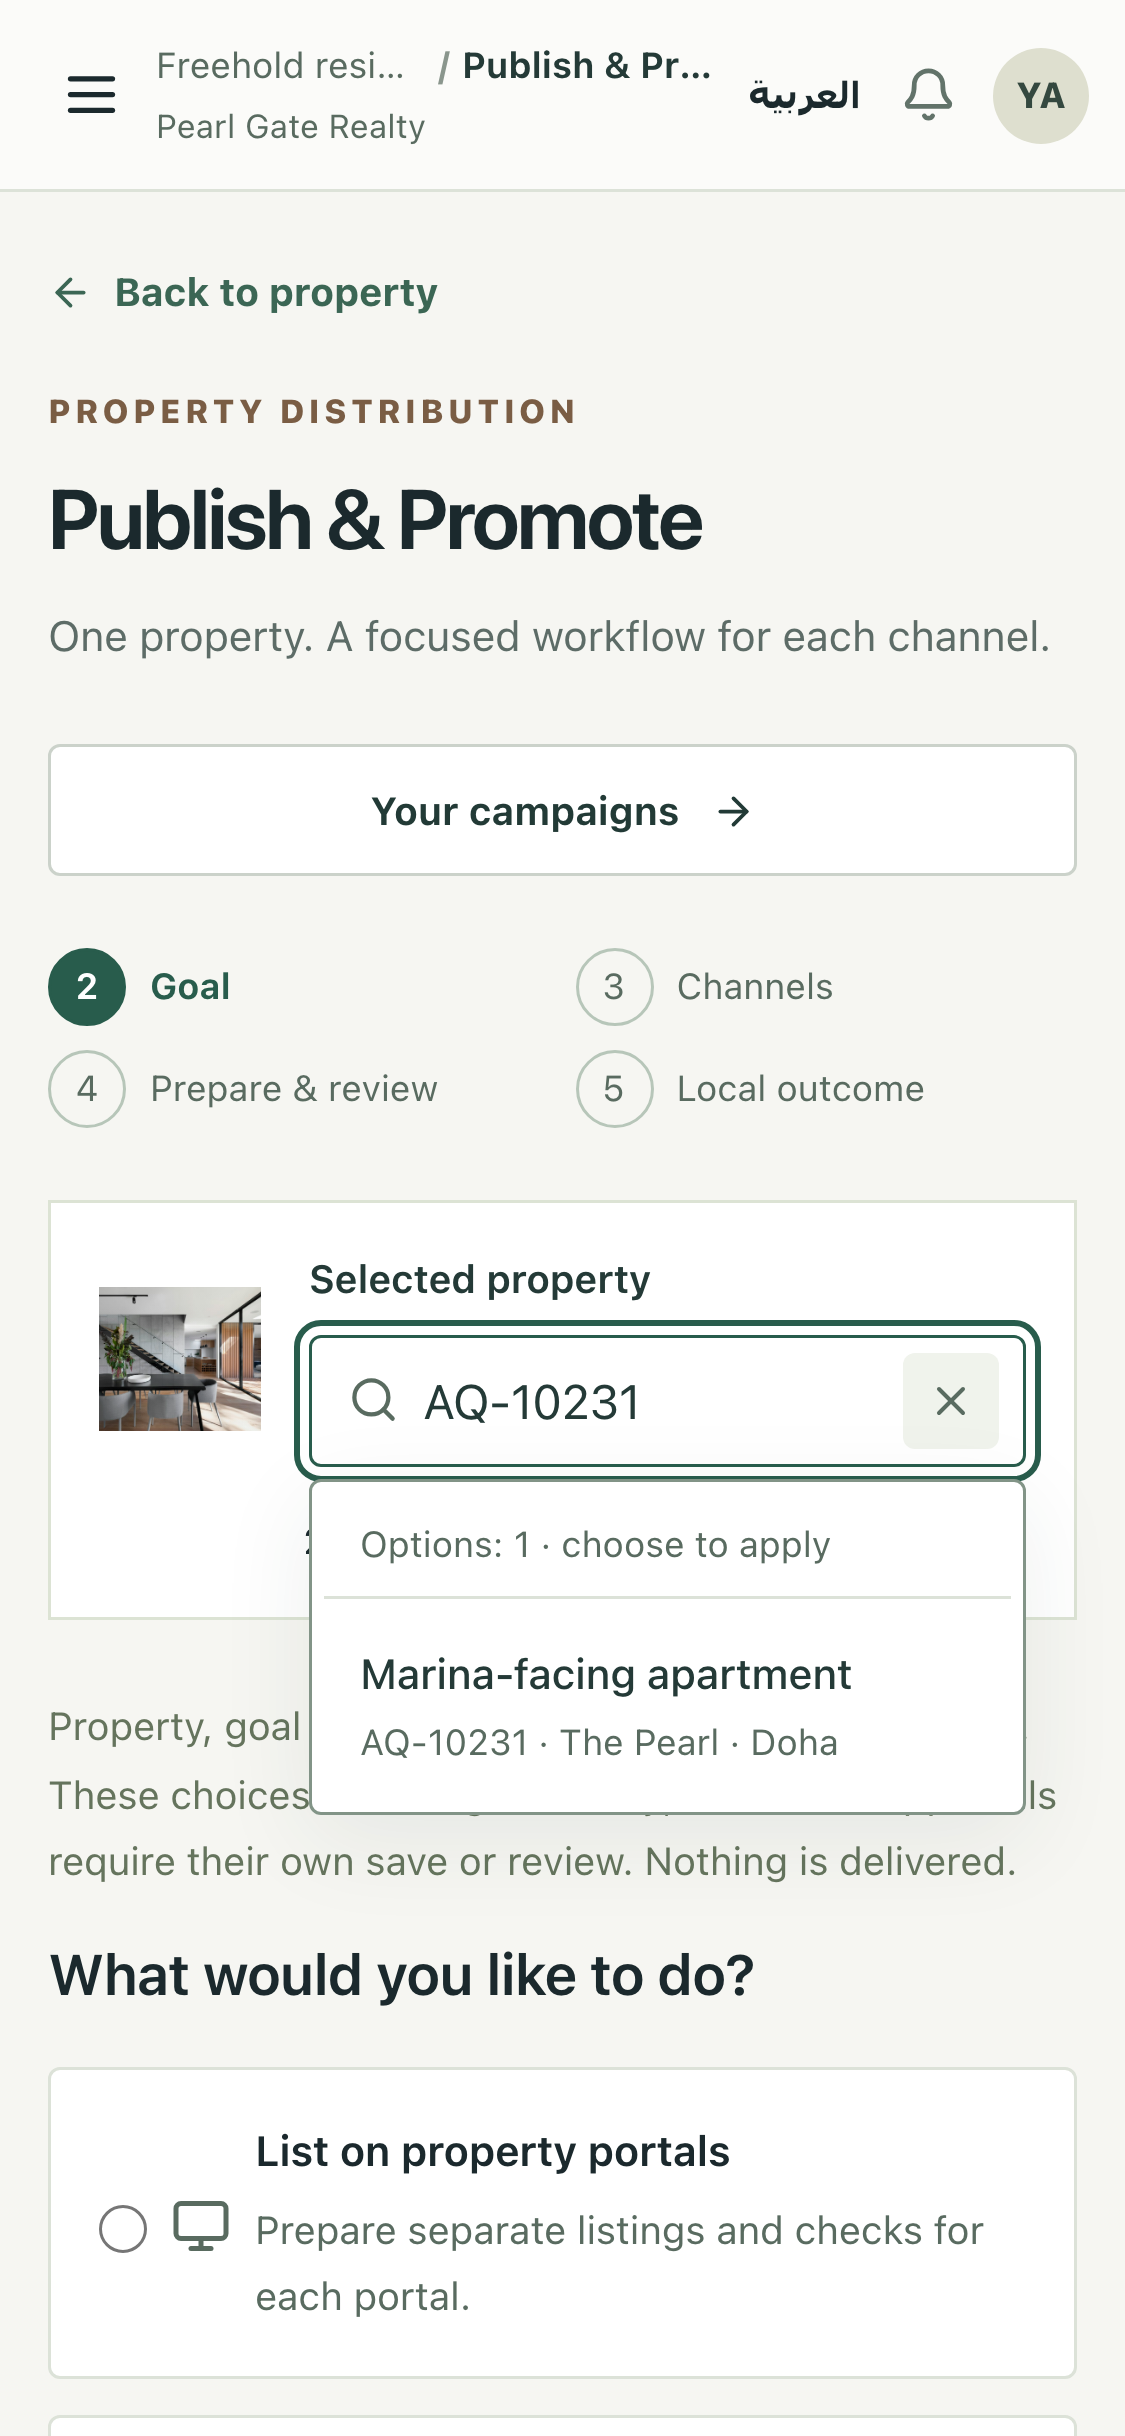 Freehold resi... / Publish & Pr...
Pearl Gate Realty
العربية
YA
Back to property
PROPERTY DISTRIBUTION
Publish & Promote
One property. A focused workflow for each channel.
Your campaigns
2 Goal
3 Channels
4 Prepare & review
5 Local outcome
Selected property
AQ-10231
Options: 1 · choose to apply
Marina-facing apartment
AQ-10231 · The Pearl · Doha
Property, goal
These choices
require their own save or review. Nothing is delivered.
What would you like to do?
List on property portals
Prepare separate listings and checks for
each portal.